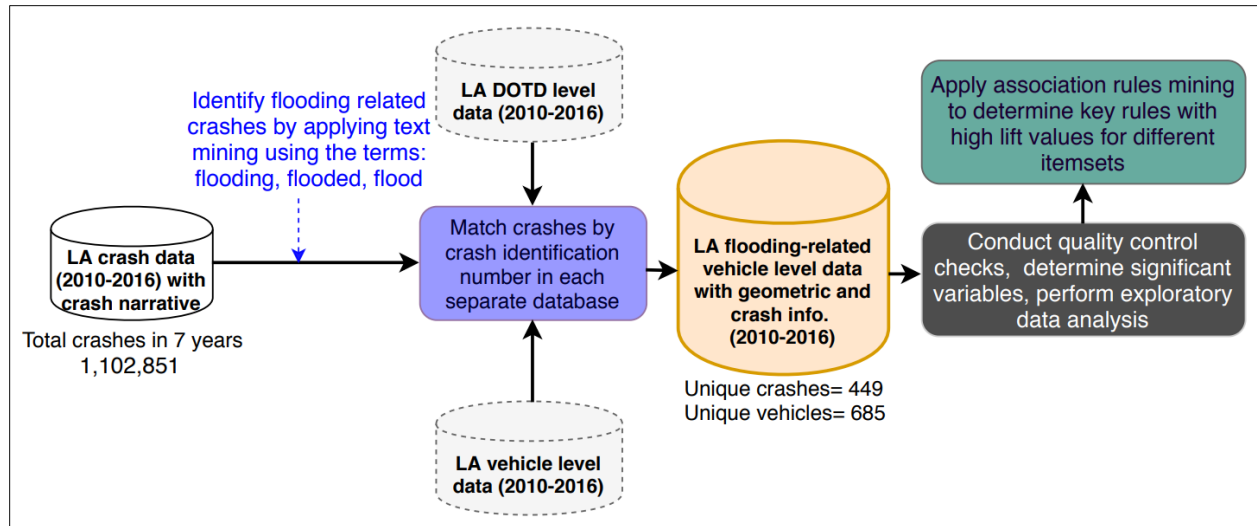 LA crash data
(2010-2016) with
crash narrative
Total crashes in 7 years
1,102,851
Identify flooding related
crashes by applying text
mining using the terms:
flooding, flooded, flood
LA DOTD level
data (2010-2016)
Match crashes by
crash identification
number in each
separate database
LA vehicle level
data (2010-2016)
LA flooding-related
vehicle level data
with geometric and
crash info.
(2010-2016)
Unique crashes= 449
Unique vehicles= 685
Apply association rules mining
to determine key rules with
high lift values for different
itemsets
Conduct quality control
checks, determine significant
variables, perform exploratory
data analysis